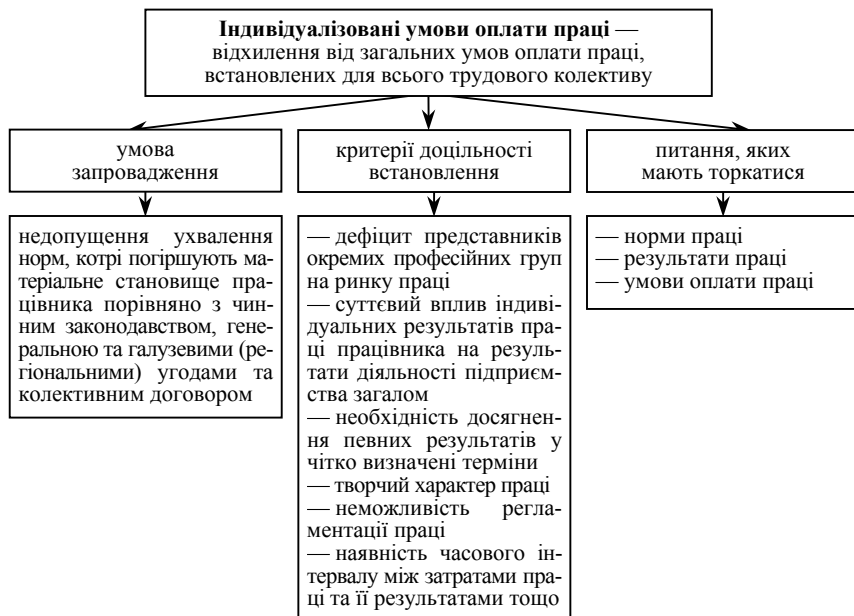 Індивідуалізовані умови оплати праці —
відхилення від загальних умов оплати праці,
встановлених для всього трудового колективу
умова
запровадження
недопущення ухвалення
норм, котрі погіршують ма-
теріальне становище пра-
цівника порівняно з чин-
ним законодавством, гене-
ральною та галузевими (ре-
гіональними) угодами та
колективним договором
критерії доцільності
встановлення
— дефіцит представників
окремих професійних груп
на ринку праці
— суттєвий вплив індиві-
дуальних результатів пра-
ці працівника на резуль-
тати діяльності підприєм-
ства загалом
— необхідність досягнен-
ня певних результатів у
чітко визначені терміни
— творчий характер праці
— неможливість регла-
ментації праці
— наявність часового ін-
тервалу між затратами пра-
ці та її результатами тощо
питання, яких
мають торкатися
— норми праці
— результати праці
— умови оплати праці